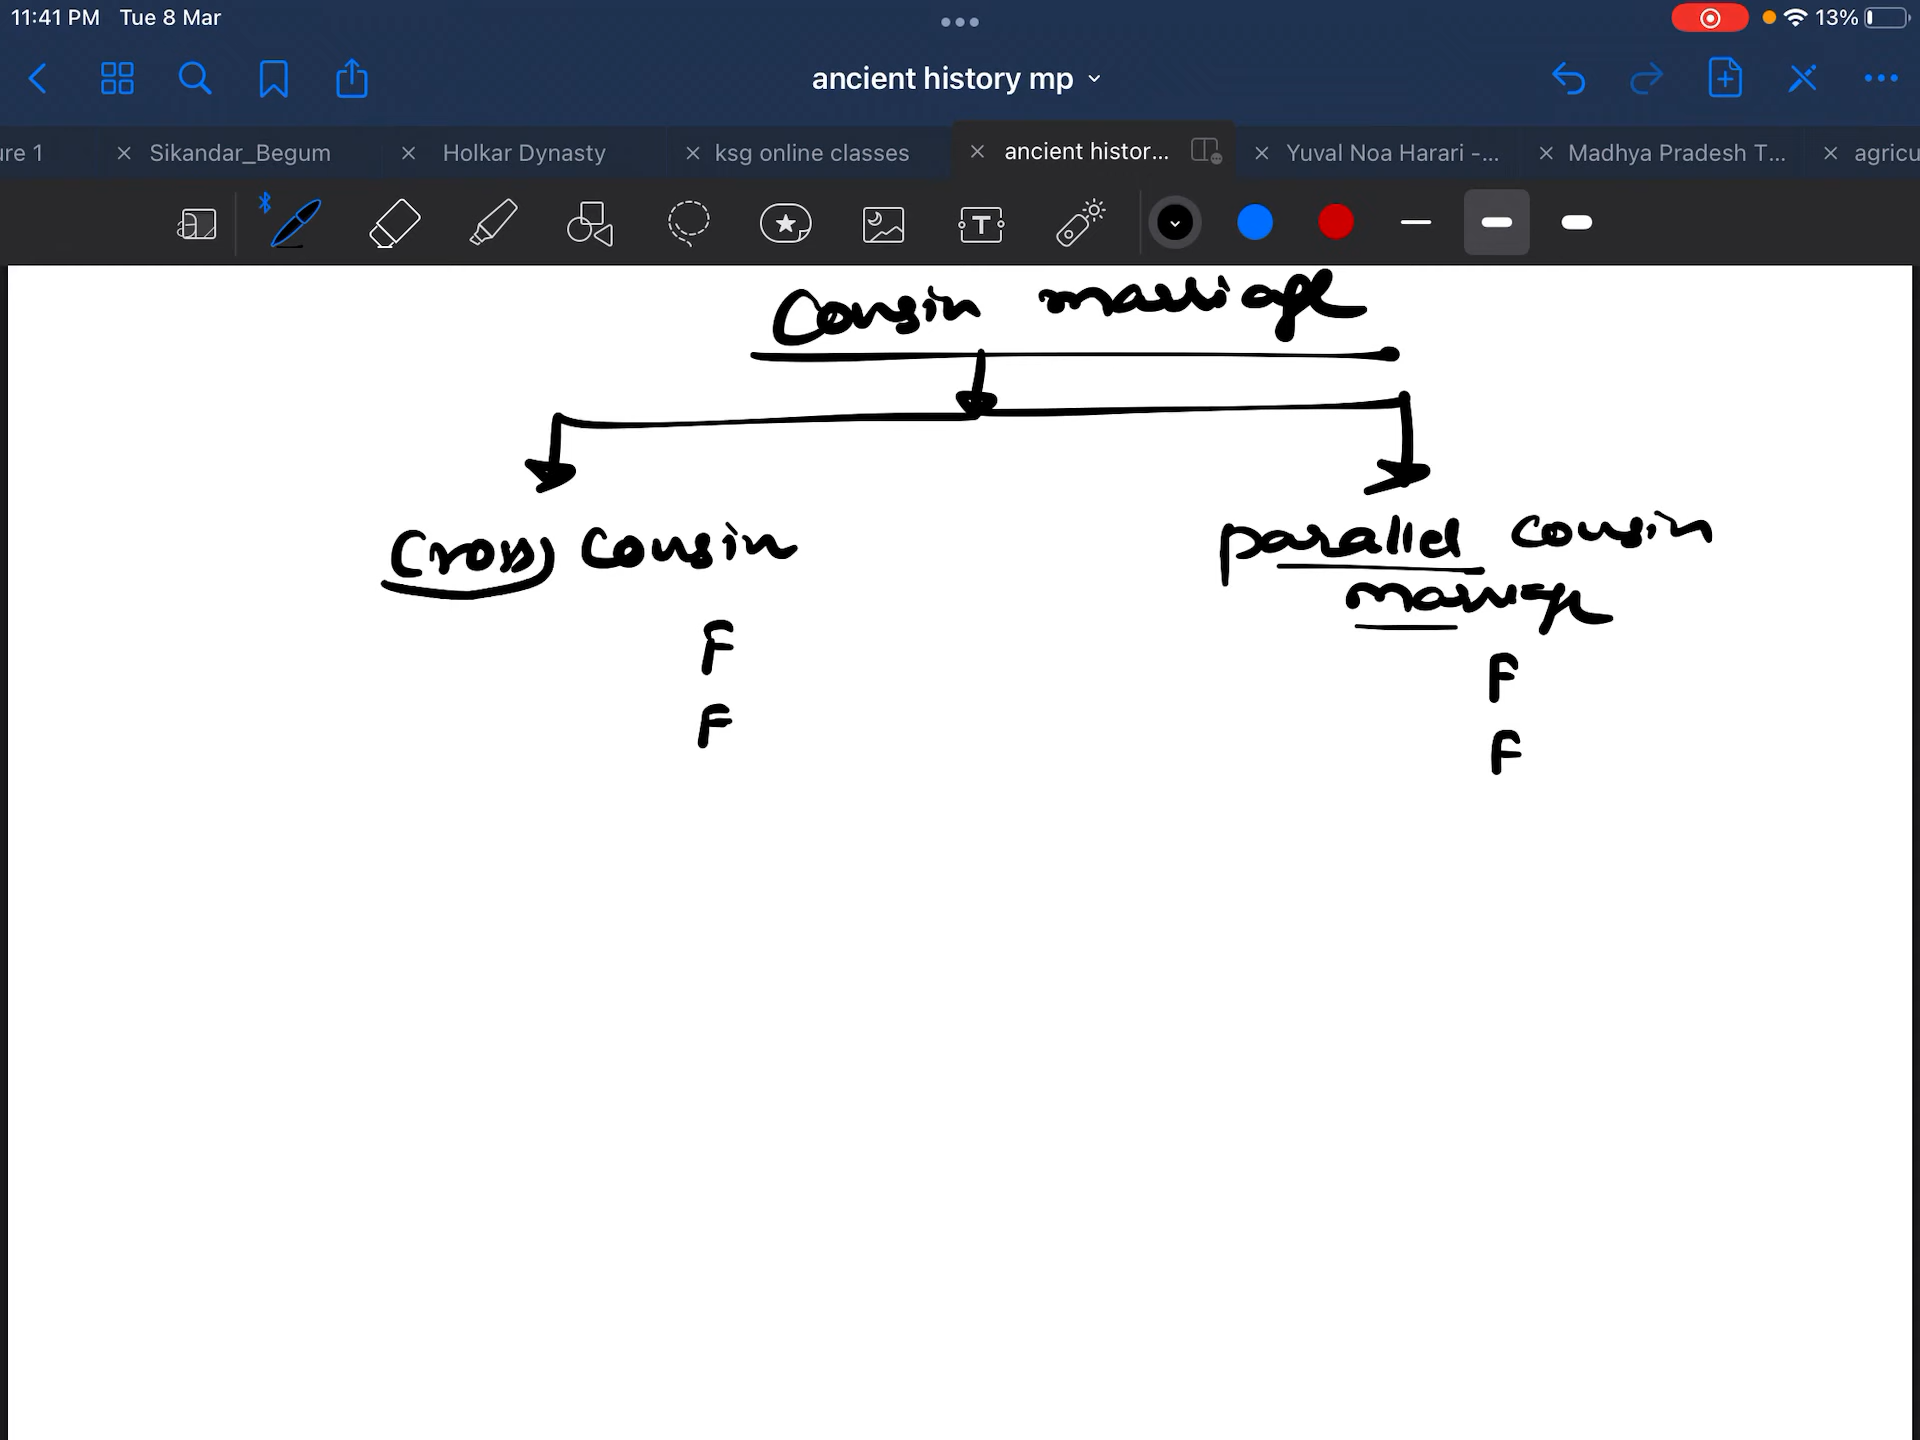 11:41 PM Tue 8 Mar 13%
ancient history mp
ure 1 Sikandar_Begum Holkar Dynasty ksg online classes ancient histor... Yuval Noa Harari -... Madhya Pradesh T... agricu
T
Cousin marriage
Cross cousin parallel cousin
marriage
F F
F F